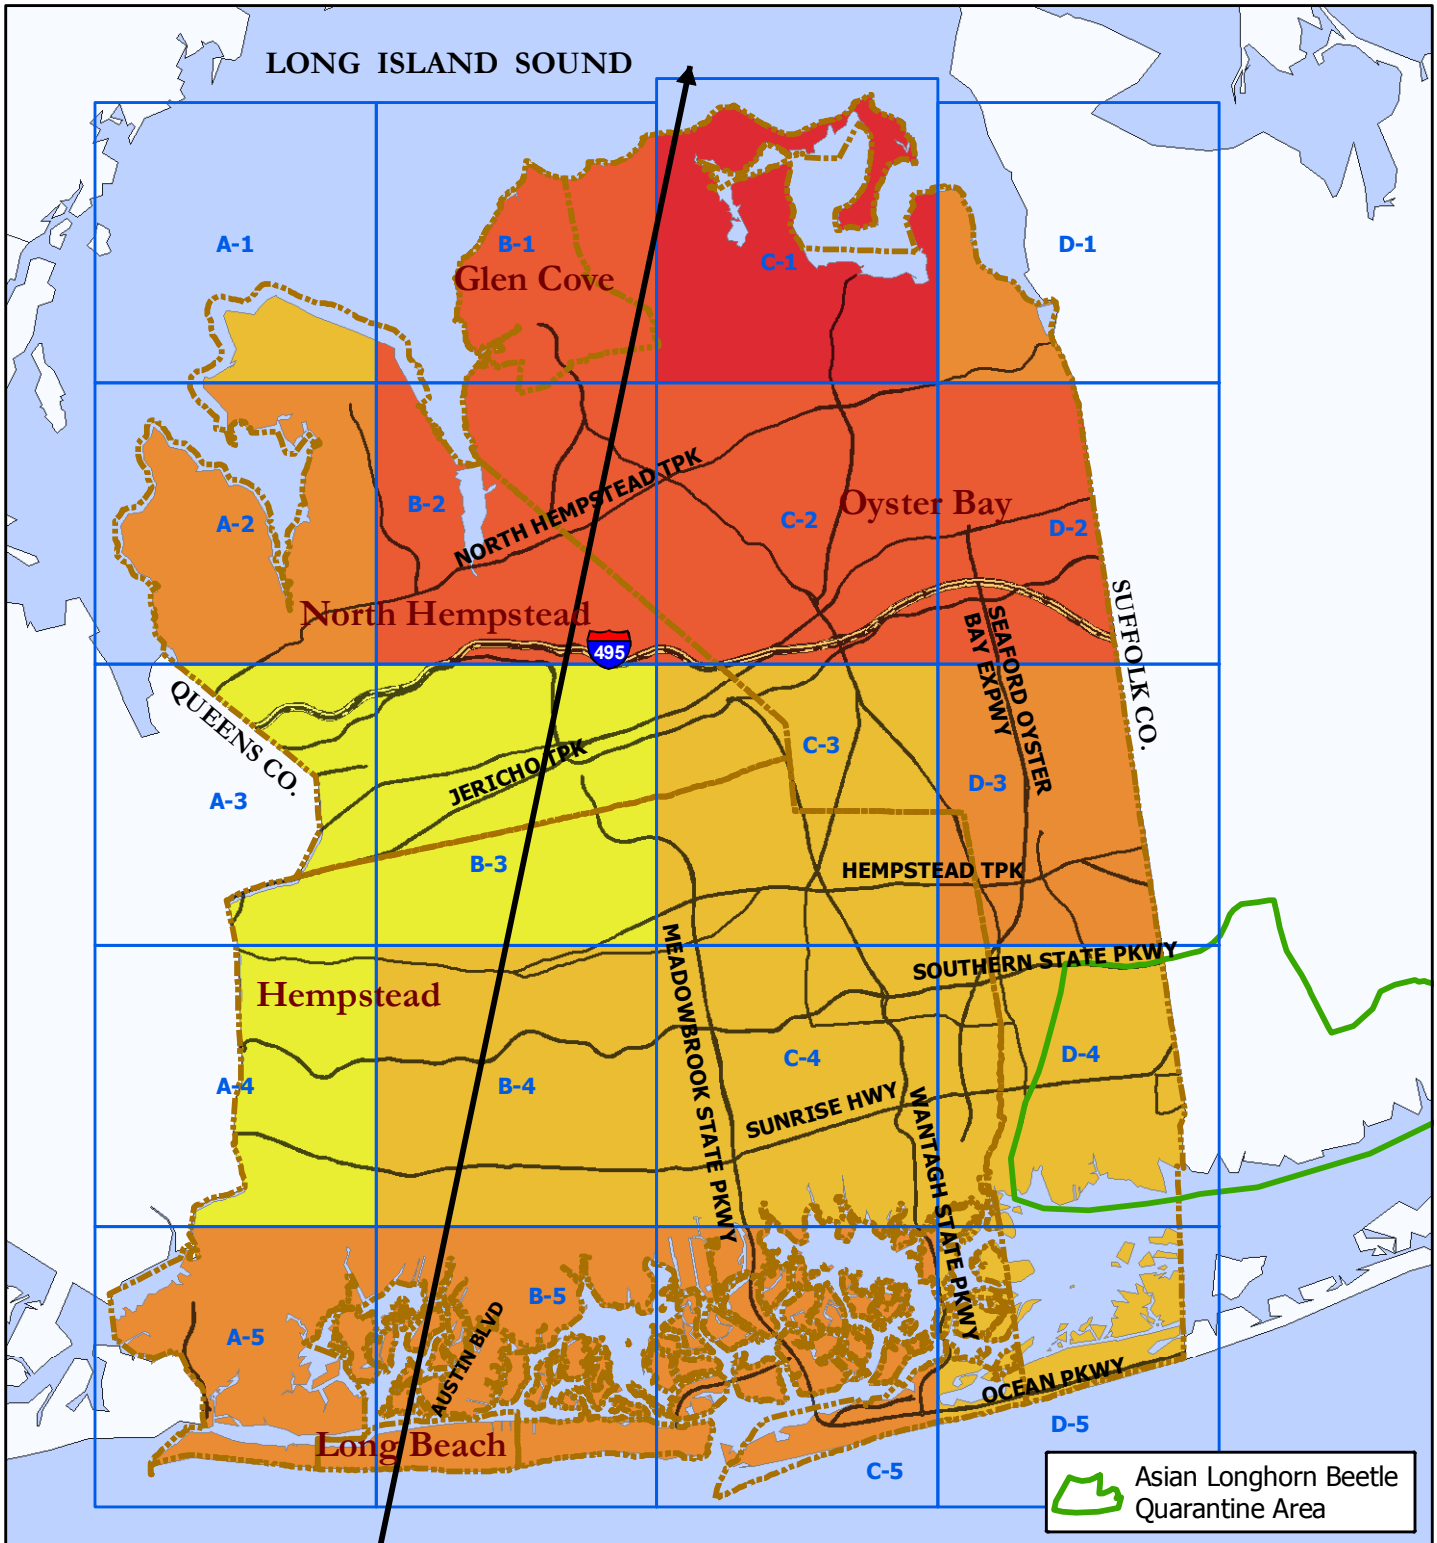 LONG ISLAND SOUND
A-1
B-1
C-1
D-1
Glen Cove
A-2
B-2
NORTH HEMPSTEAD TPK
C-2
Oyster Bay
D-2
North Hempstead
495
SEAFORD OYSTER
BAY EXPWY
SUFFOLK CO.
QUEENS CO.
A-3
JERICHO TPK
B-3
C-3
D-3
HEMPSTEAD TPK
MEADOWBROOK STATE PKWY
SOUTHERN STATE PKWY
Hempstead
A-4
B-4
C-4
D-4
SUNRISE HWY
WANTAGH STATE PKWY
A-5
AUSTIN BLVD
B-5
OCEAN PKWY
Long Beach
C-5
D-5
Asian Longhorn Beetle
Quarantine Area